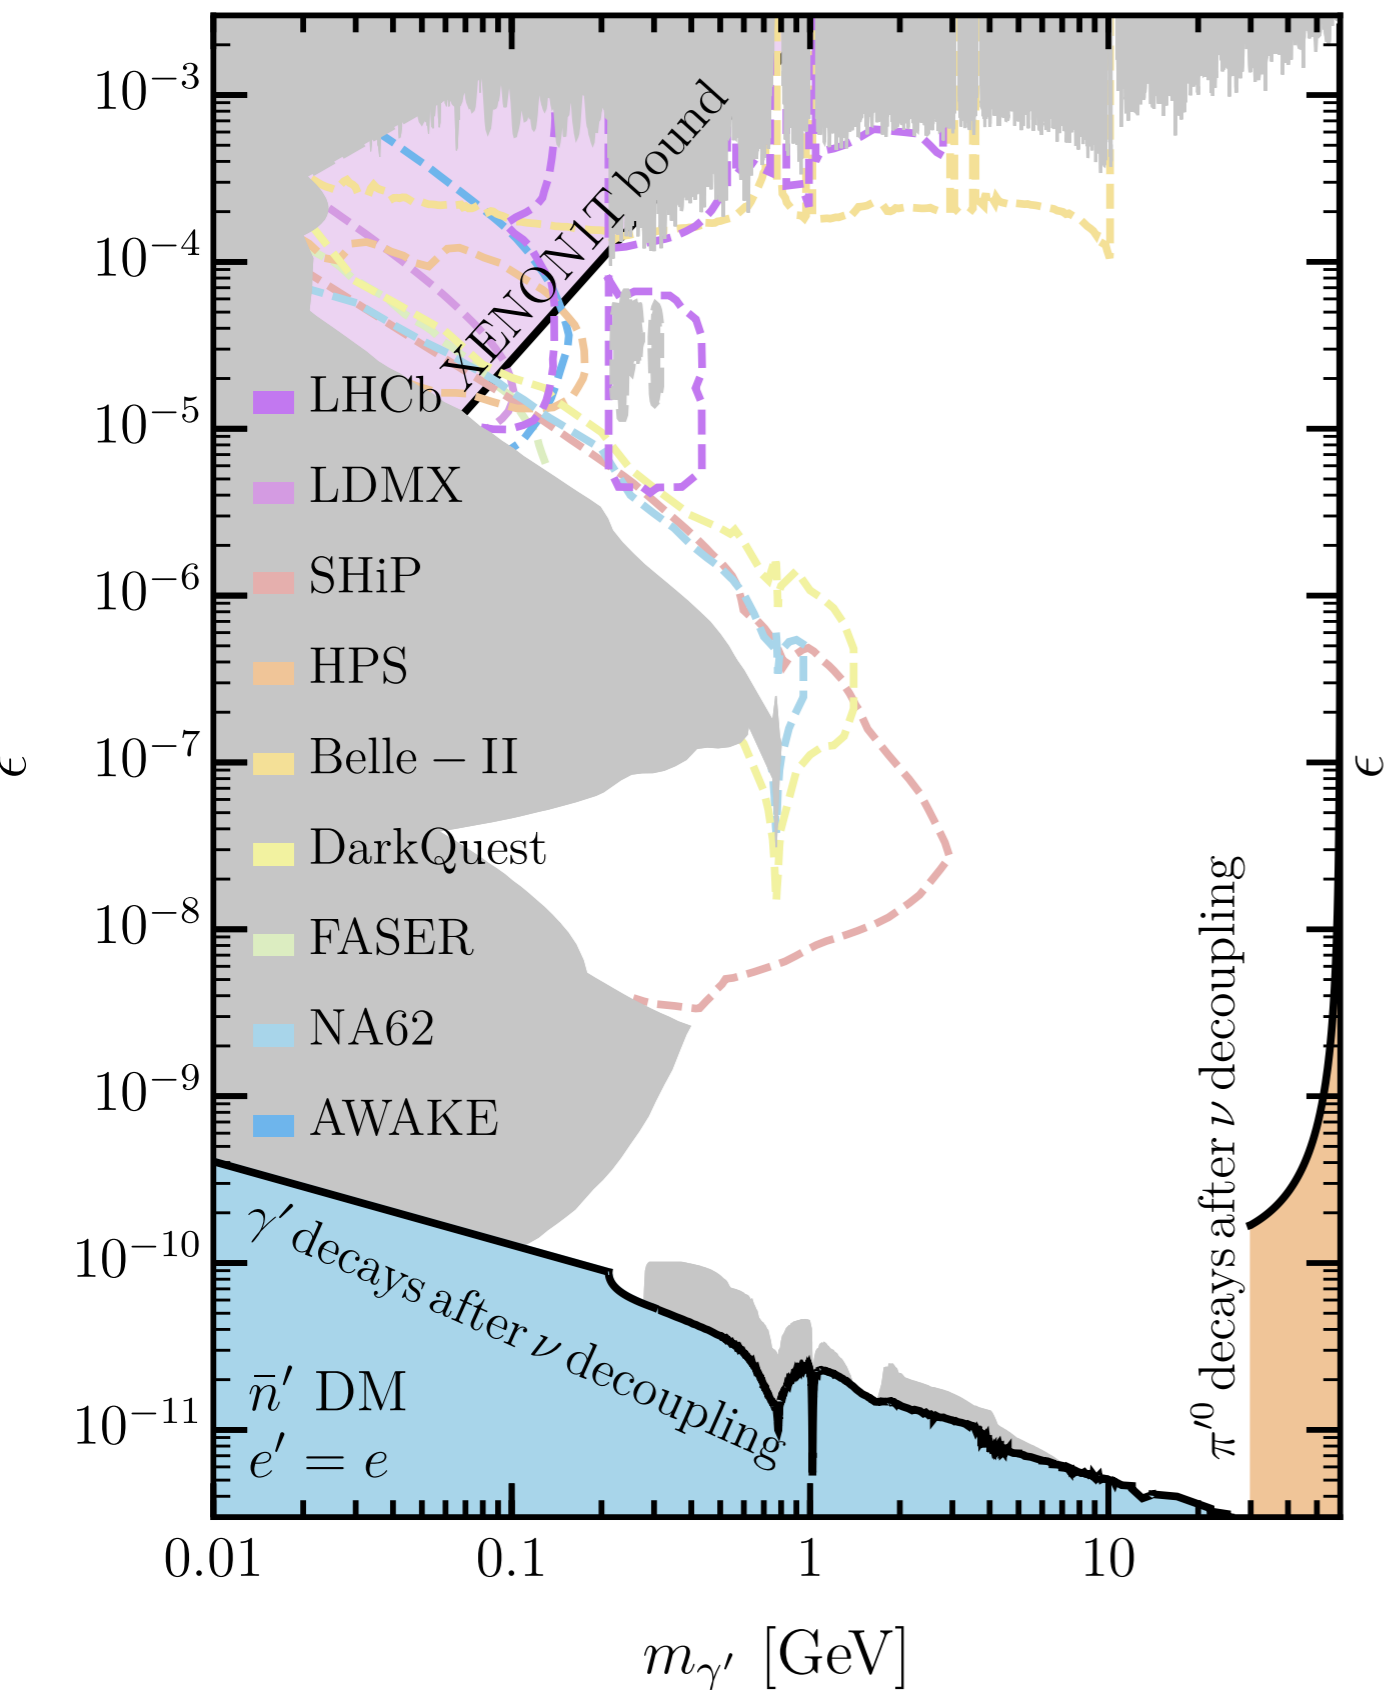 10⁻³
10⁻⁴
10⁻⁵
10⁻⁶
10⁻⁷
10⁻⁸
10⁻⁹
10⁻¹⁰
10⁻¹¹
ϵ
ϵ
XENON1T bound
LHCb
LDMX
SHiP
HPS
Belle − II
DarkQuest
FASER
NA62
AWAKE
γ′ decays after ν decoupling
n̄′ DM
e′ = e
π′⁰ decays after ν decoupling
0.01 0.1 1 10
m_γ′ [GeV]